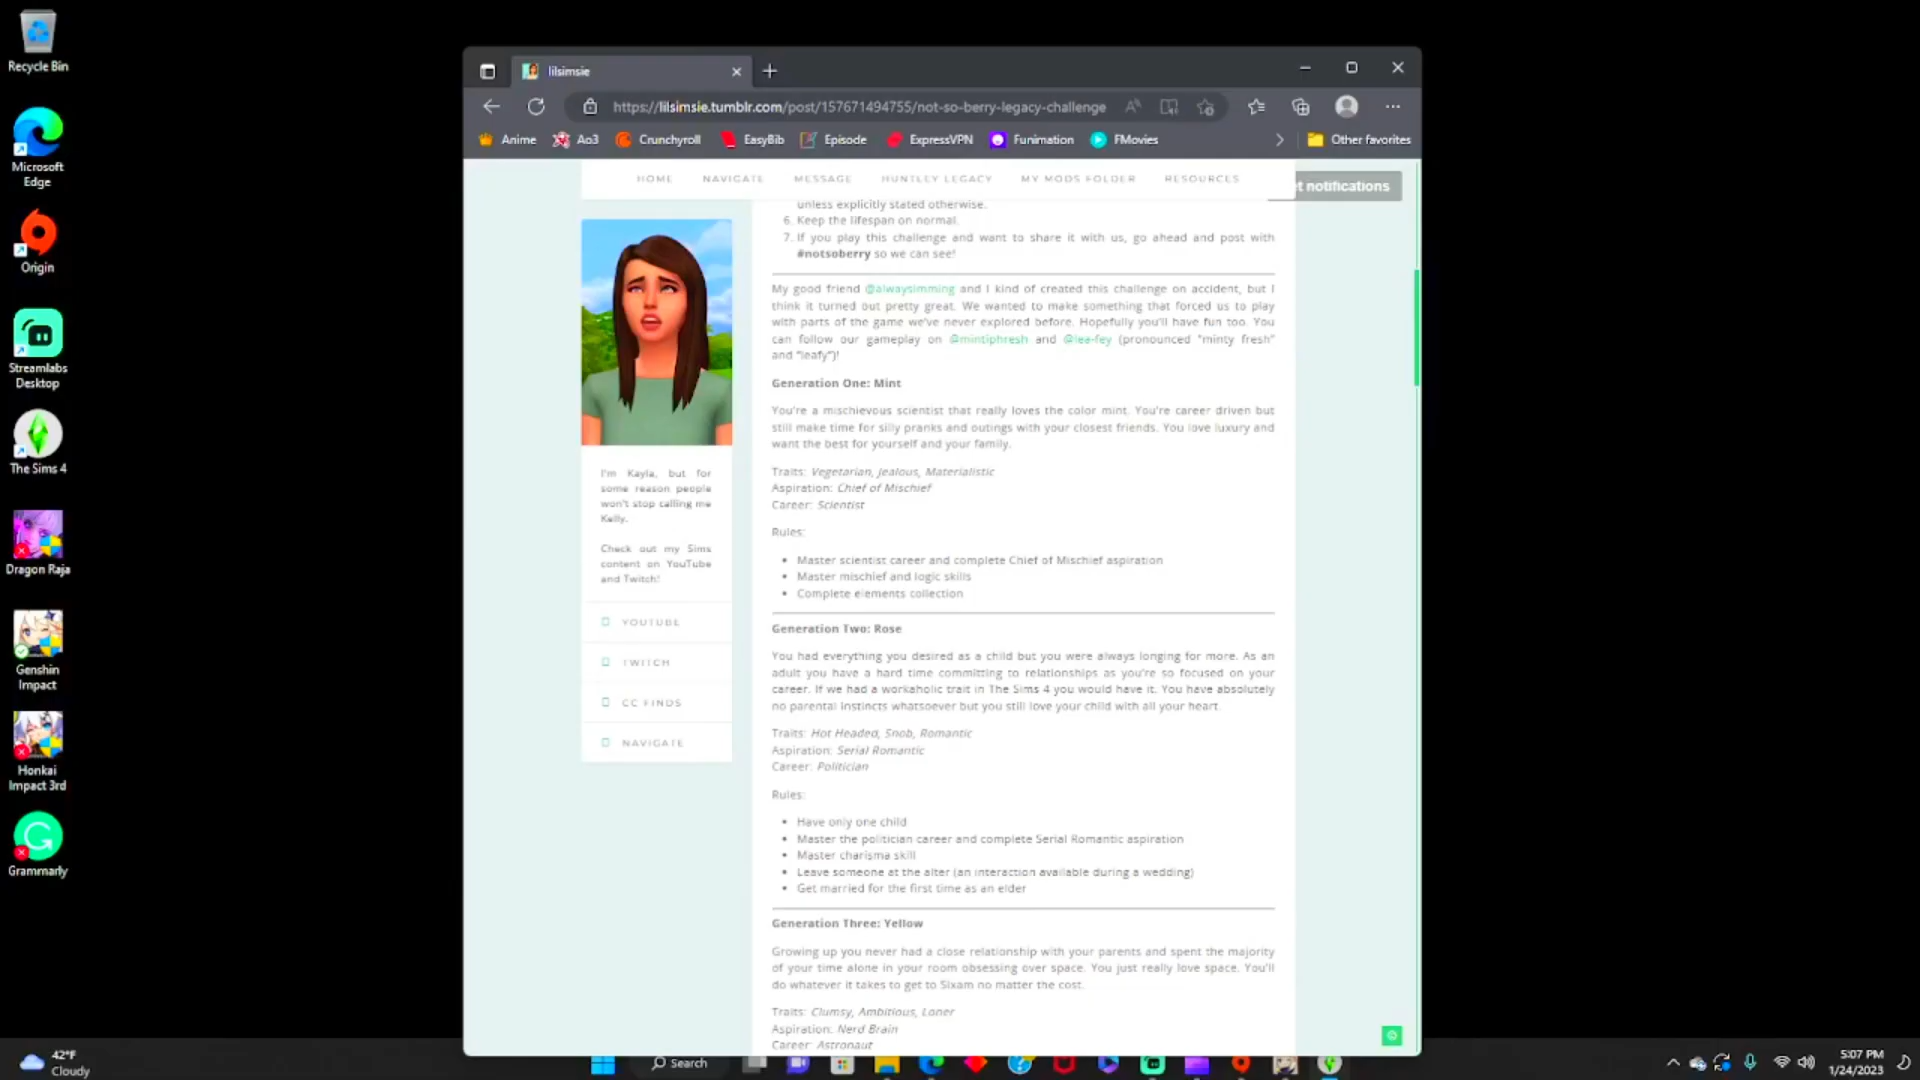 Recycle Bin
Microsoft
Edge
Origin
Streamlabs
Desktop
The Sims 4
Dragon Raja
Genshin
Impact
Honkai
Impact 3rd
Grammarly
lilsimsie
https://lilsimsie.tumblr.com/post/157671494755/not-so-berry-legacy-challenge
Anime Ao3 Crunchyroll EasyBib Episode ExpressVPN Funimation FMovies Other favorites
HOME NAVIGATE MESSAGE HUNTLEY LEGACY MY MODS FOLDER RESOURCES
t notifications
I'm Kayla, but for
some reason people
won't stop calling me
Kelly.
Check out my Sims
content on YouTube
and Twitch!
YOUTUBE
TWITCH
CC FINDS
NAVIGATE
unless explicitly stated otherwise.
6. Keep the lifespan on normal.
7. If you play this challenge and want to share it with us, go ahead and post with
#notsoberry so we can see!
My good friend @alwaysimming and I kind of created this challenge on accident, but I
think it turned out pretty great. We wanted to make something that forced us to play
with parts of the game we've never explored before. Hopefully you'll have fun too. You
can follow our gameplay on @mintiphresh and @lea-fey (pronounced "minty fresh"
and "leafy")!
Generation One: Mint
You're a mischievous scientist that really loves the color mint. You're career driven but
still make time for silly pranks and outings with your closest friends. You love luxury and
want the best for yourself and your family.
Traits: Vegetarian, Jealous, Materialistic
Aspiration: Chief of Mischief
Career: Scientist
Rules:
• Master scientist career and complete Chief of Mischief aspiration
• Master mischief and logic skills
• Complete elements collection
Generation Two: Rose
You had everything you desired as a child but you were always longing for more. As an
adult you have a hard time committing to relationships as you're so focused on your
career. If we had a workaholic trait in The Sims 4 you would have it. You have absolutely
no parental instincts whatsoever but you still love your child with all your heart.
Traits: Hot Headed, Snob, Romantic
Aspiration: Serial Romantic
Career: Politician
Rules:
• Have only one child
• Master the politician career and complete Serial Romantic aspiration
• Master charisma skill
• Leave someone at the alter (an interaction available during a wedding)
• Get married for the first time as an elder
Generation Three: Yellow
Growing up you never had a close relationship with your parents and spent the majority
of your time alone in your room obsessing over space. You just really love space. You'll
do whatever it takes to get to Sixam no matter the cost.
Traits: Clumsy, Ambitious, Loner
Aspiration: Nerd Brain
Career: Astronaut
42°F
Cloudy
Search
5:07 PM
1/24/2023